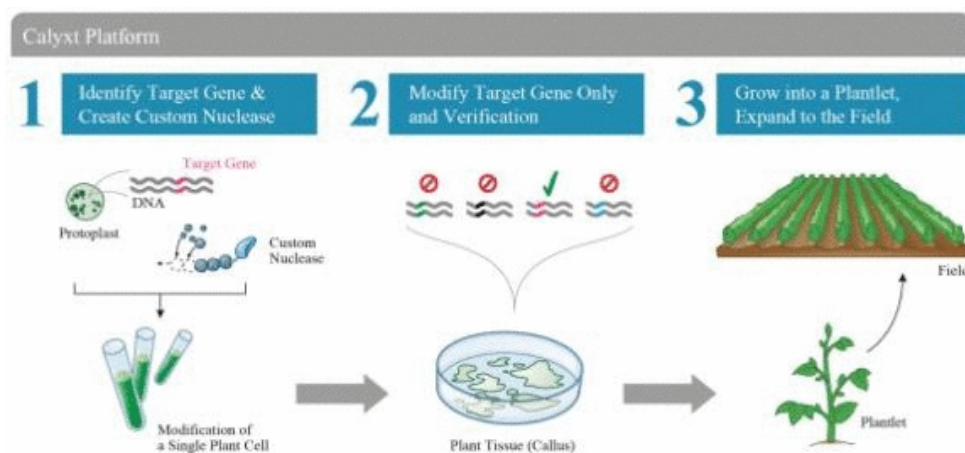 Calyxt Platform
1
Identify Target Gene &
Create Custom Nuclease
Target Gene
DNA
Protoplast
Custom
Nuclease
Modification of
a Single Plant Cell
2
Modify Target Gene Only
and Verification
Plant Tissue (Callus)
3
Grow into a Plantlet,
Expand to the Field
Field
Plantlet